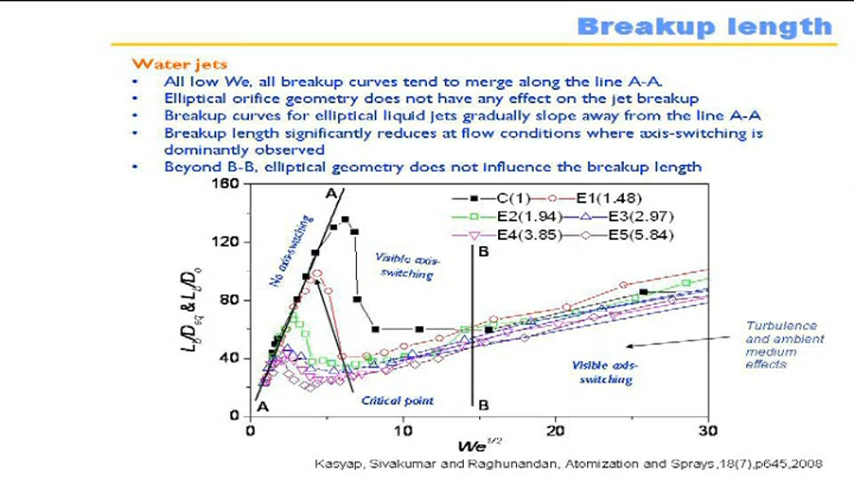 Breakup length
Water jets
• All low We, all breakup curves tend to merge along the line A-A.
• Elliptical orifice geometry does not have any effect on the jet breakup
• Breakup curves for elliptical liquid jets gradually slope away from the line A-A
• Breakup length significantly reduces at flow conditions where axis-switching is
dominantly observed
• Beyond B-B, elliptical geometry does not influence the breakup length
160
120
80
40
0
L_b/D_eq & L_b/D_o
A
No axis-switching
Visible axis-
switching
C(1) E1(1.48)
E2(1.94) E3(2.97)
E4(3.85) E5(5.84)
B
Turbulence
and ambient
medium
effects
Visible axis-
switching
Critical point
A
B
0 10 20 30
We^1/2
Kasyap, Sivakumar and Raghunandan, Atomization and Sprays,18(7),p645,2008